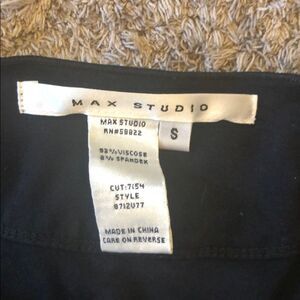 MAX STUDIO
MAX STUDIO
RN#58822
S
92%VISCOSE
8% SPANDEX
CUT:7154
STYLE
8712U77
MADE IN CHINA
CARE ON REVERSE